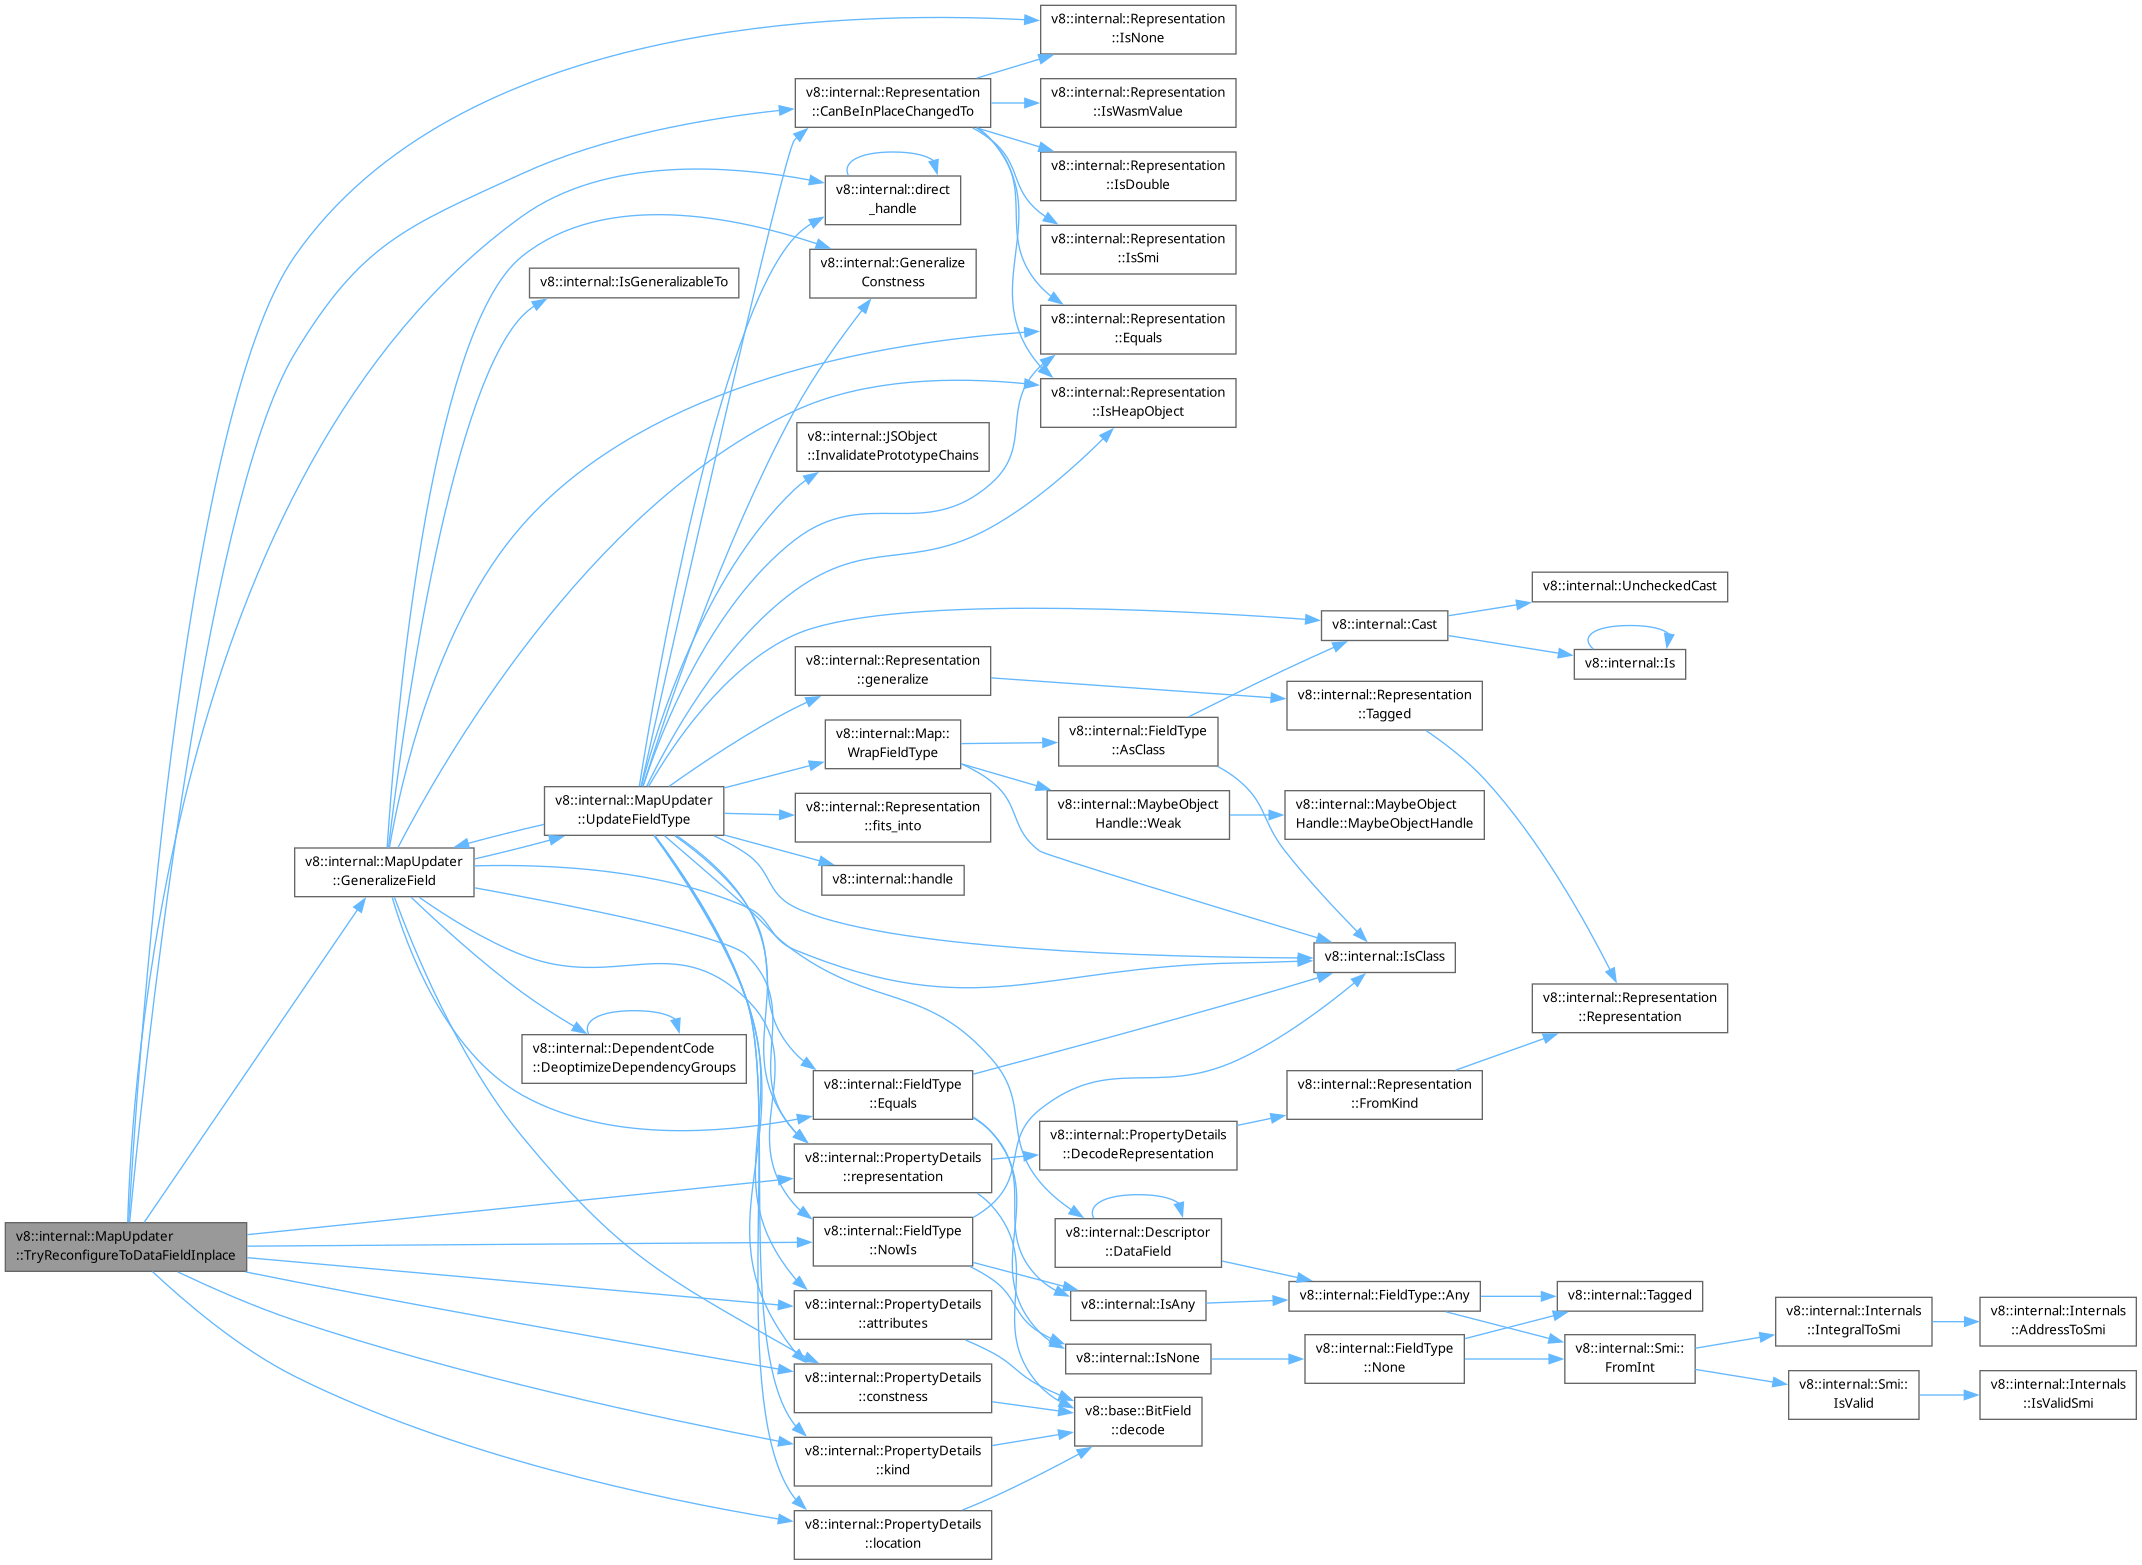 v8::internal::Representation
::IsNone
v8::internal::Representation
::CanBeInPlaceChangedTo
v8::internal::Representation
::IsWasmValue
v8::internal::Representation
::IsDouble
v8::internal::direct
_handle
v8::internal::Representation
::IsSmi
v8::internal::Generalize
Constness
v8::internal::IsGeneralizableTo
v8::internal::Representation
::Equals
v8::internal::Representation
::IsHeapObject
v8::internal::JSObject
::InvalidatePrototypeChains
v8::internal::UncheckedCast
v8::internal::Cast
v8::internal::Is
v8::internal::Representation
::generalize
v8::internal::Representation
::Tagged
v8::internal::Map::
WrapFieldType
v8::internal::FieldType
::AsClass
v8::internal::MapUpdater
::UpdateFieldType
v8::internal::Representation
::fits_into
v8::internal::MaybeObject
Handle::Weak
v8::internal::MaybeObject
Handle::MaybeObjectHandle
v8::internal::MapUpdater
::GeneralizeField
v8::internal::handle
v8::internal::IsClass
v8::internal::Representation
::Representation
v8::internal::DependentCode
::DeoptimizeDependencyGroups
v8::internal::FieldType
::Equals
v8::internal::Representation
::FromKind
v8::internal::PropertyDetails
::DecodeRepresentation
v8::internal::PropertyDetails
::representation
v8::internal::MapUpdater
::TryReconfigureToDataFieldInplace
v8::internal::FieldType
::NowIs
v8::internal::Descriptor
::DataField
v8::internal::PropertyDetails
::attributes
v8::internal::IsAny
v8::internal::FieldType::Any
v8::internal::Tagged
v8::internal::Internals
::IntegralToSmi
v8::internal::Internals
::AddressToSmi
v8::internal::IsNone
v8::internal::FieldType
::None
v8::internal::Smi::
FromInt
v8::internal::PropertyDetails
::constness
v8::internal::Smi::
IsValid
v8::internal::Internals
::IsValidSmi
v8::base::BitField
::decode
v8::internal::PropertyDetails
::kind
v8::internal::PropertyDetails
::location